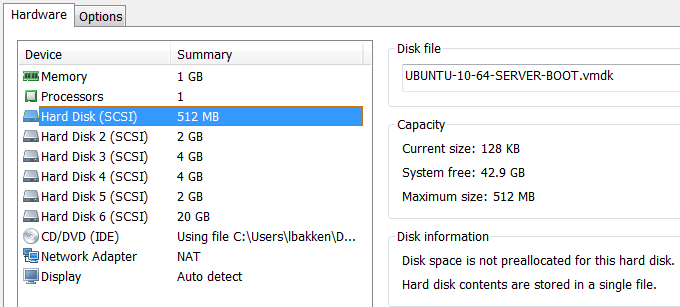 Hardware Options
Device Summary
Memory 1 GB
Processors 1
Hard Disk (SCSI) 512 MB
Hard Disk 2 (SCSI) 2 GB
Hard Disk 3 (SCSI) 4 GB
Hard Disk 4 (SCSI) 4 GB
Hard Disk 5 (SCSI) 2 GB
Hard Disk 6 (SCSI) 20 GB
CD/DVD (IDE) Using file C:\Users\lbakken\D...
Network Adapter NAT
Display Auto detect
Disk file
UBUNTU-10-64-SERVER-BOOT.vmdk
Capacity
Current size: 128 KB
System free: 42.9 GB
Maximum size: 512 MB
Disk information
Disk space is not preallocated for this hard disk.
Hard disk contents are stored in a single file.